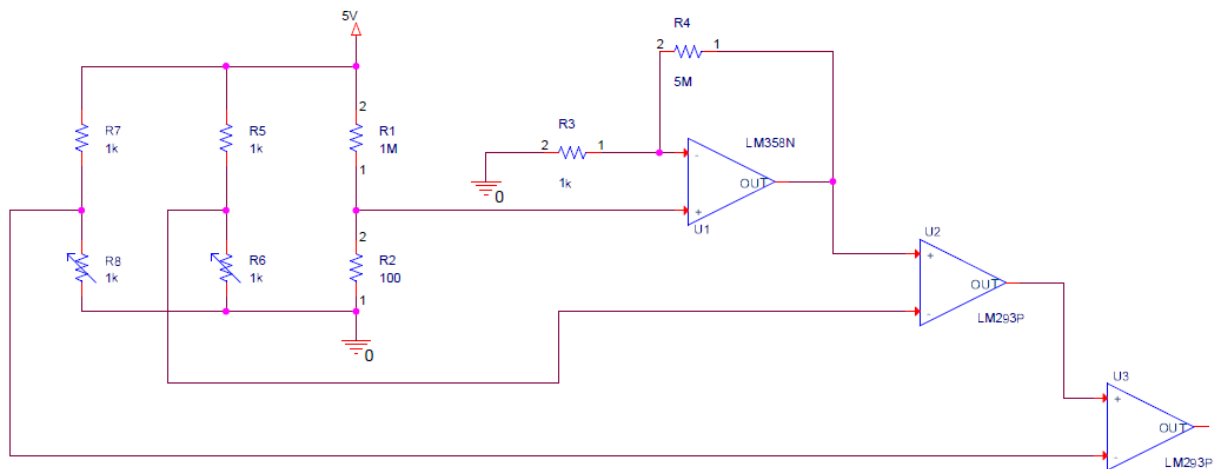 5V
R7
1k
R5
1k
2
R1
1M
1
R8
1k
R6
1k
2
R2
100
1
0
R4
2
1
5M
R3
2
1
1k
0
LM358N
-
+
OUT
U1
U2
+
-
OUT
LM293P
U3
+
-
OUT
LM293P